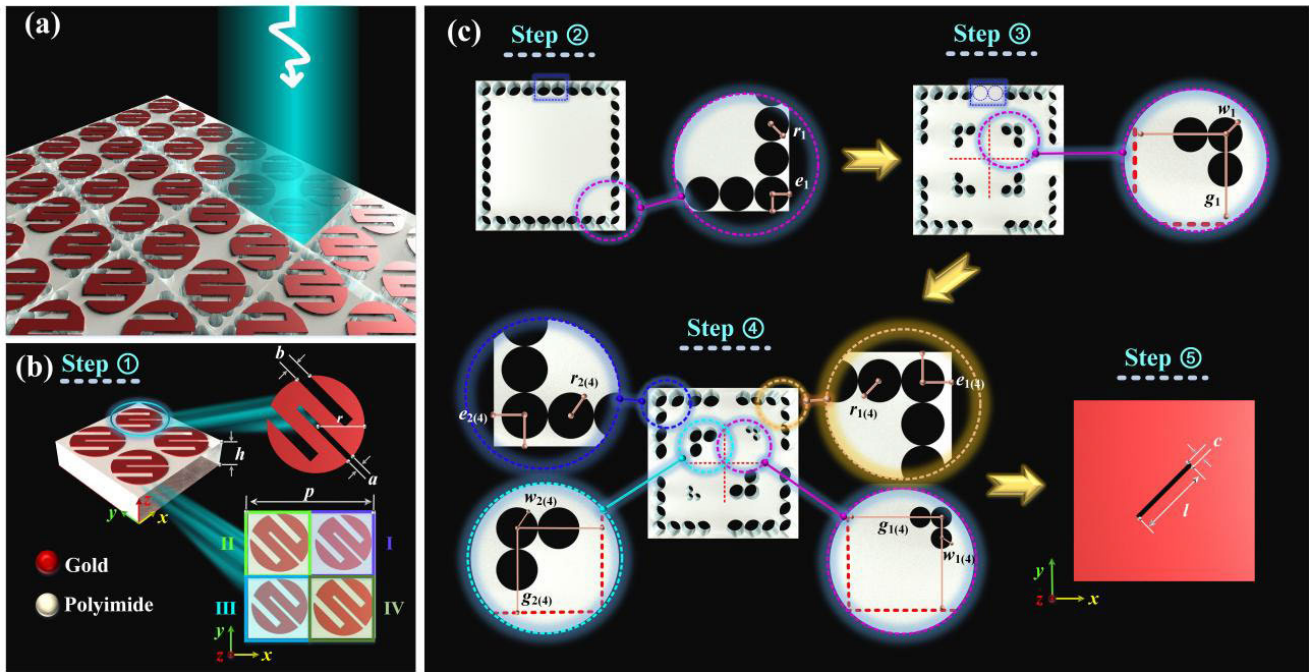 (a)
(b)
Step ①
b
r
a
h
z
y
x
p
II
I
III
IV
Gold
Polyimide
y
z
x
(c)
Step ②
r1
e1
Step ③
w1
g1
Step ④
r2(4)
e2(4)
w2(4)
g2(4)
e1(4)
r1(4)
g1(4)
w1(4)
Step ⑤
c
l
y
z
x